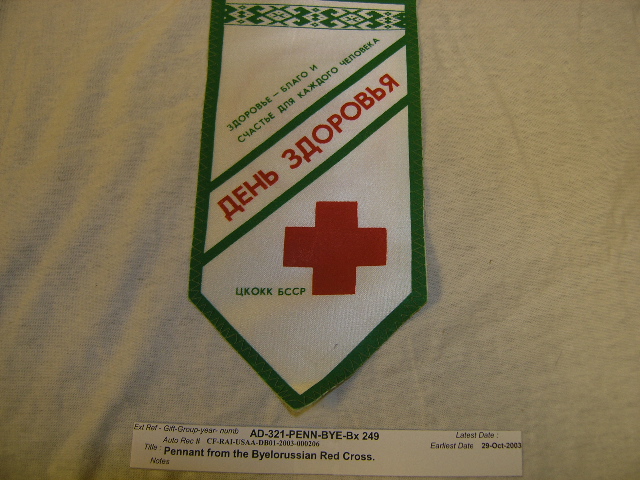 ЗДОРОВЬЕ – БЛАГО И
СЧАСТЬЕ ДЛЯ КАЖДОГО ЧЕЛОВЕКА
ДЕНЬ ЗДОРОВЬЯ
ЦКОКК БССР
Ext Ref - Gift-Group-year- numb AD-321-PENN-BYE-Bx 249 Latest Date :
Auto Rec # CF-RAI-USAA-DB01-2003-000206 Earliest Date 29-Oct-2003
Title : Pennant from the Byelorussian Red Cross.
Notes